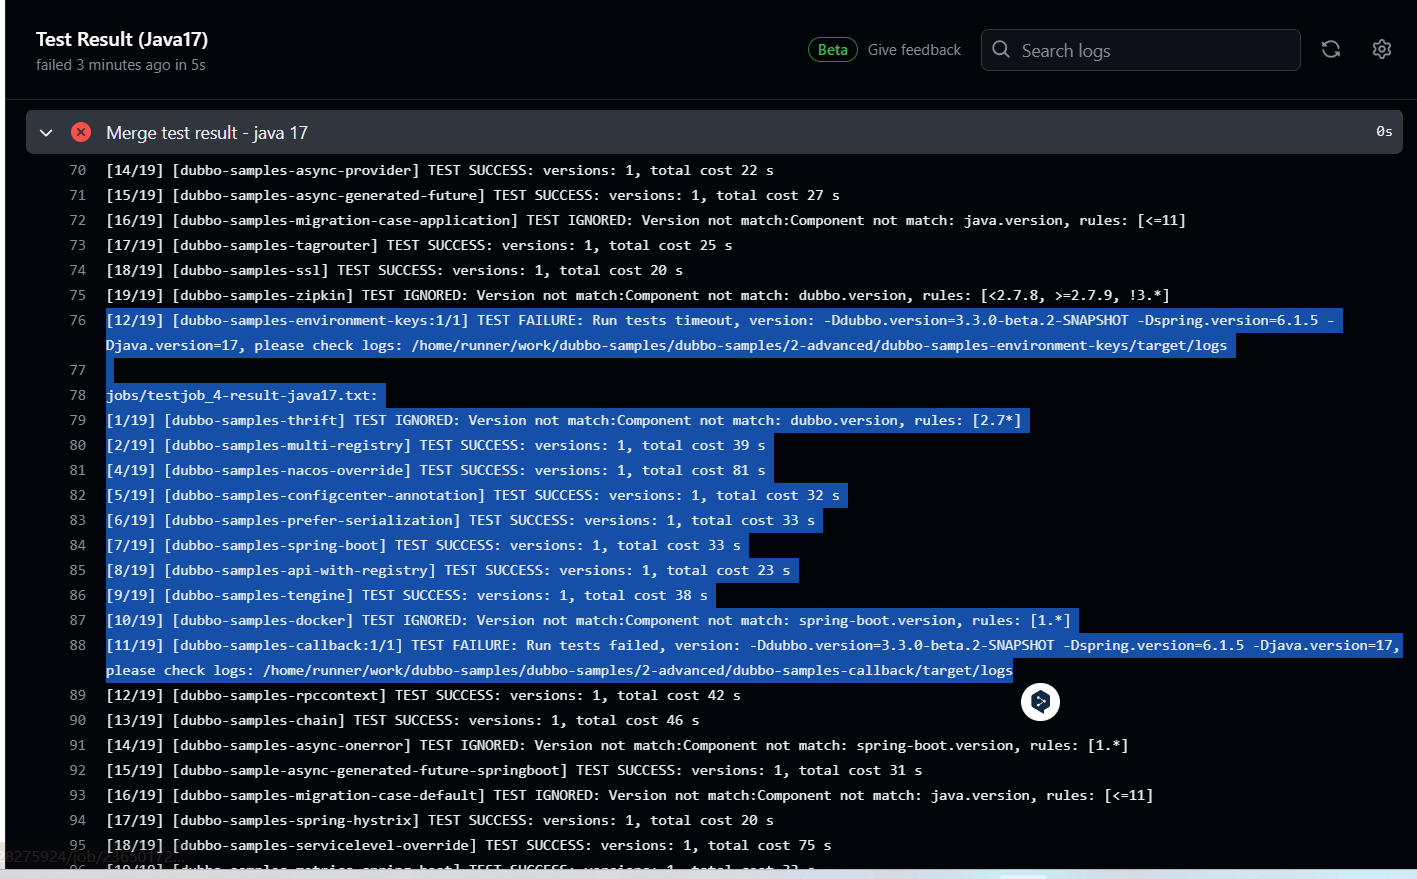 Test Result (Java17)
failed 3 minutes ago in 5s
Beta Give feedback
Search logs
Merge test result - java 17
0s
70 [14/19] [dubbo-samples-async-provider] TEST SUCCESS: versions: 1, total cost 22 s
71 [15/19] [dubbo-samples-async-generated-future] TEST SUCCESS: versions: 1, total cost 27 s
72 [16/19] [dubbo-samples-migration-case-application] TEST IGNORED: Version not match:Component not match: java.version, rules: [<=11]
73 [17/19] [dubbo-samples-tagrouter] TEST SUCCESS: versions: 1, total cost 25 s
74 [18/19] [dubbo-samples-ssl] TEST SUCCESS: versions: 1, total cost 20 s
75 [19/19] [dubbo-samples-zipkin] TEST IGNORED: Version not match:Component not match: dubbo.version, rules: [<2.7.8, >=2.7.9, !3.*]
76 [12/19] [dubbo-samples-environment-keys:1/1] TEST FAILURE: Run tests timeout, version: -Ddubbo.version=3.3.0-beta.2-SNAPSHOT -Dspring.version=6.1.5 -
Djava.version=17, please check logs: /home/runner/work/dubbo-samples/dubbo-samples/2-advanced/dubbo-samples-environment-keys/target/logs
77
78 jobs/testjob_4-result-java17.txt:
79 [1/19] [dubbo-samples-thrift] TEST IGNORED: Version not match:Component not match: dubbo.version, rules: [2.7*]
80 [2/19] [dubbo-samples-multi-registry] TEST SUCCESS: versions: 1, total cost 39 s
81 [4/19] [dubbo-samples-nacos-override] TEST SUCCESS: versions: 1, total cost 81 s
82 [5/19] [dubbo-samples-configcenter-annotation] TEST SUCCESS: versions: 1, total cost 32 s
83 [6/19] [dubbo-samples-prefer-serialization] TEST SUCCESS: versions: 1, total cost 33 s
84 [7/19] [dubbo-samples-spring-boot] TEST SUCCESS: versions: 1, total cost 33 s
85 [8/19] [dubbo-samples-api-with-registry] TEST SUCCESS: versions: 1, total cost 23 s
86 [9/19] [dubbo-samples-tengine] TEST SUCCESS: versions: 1, total cost 38 s
87 [10/19] [dubbo-samples-docker] TEST IGNORED: Version not match:Component not match: spring-boot.version, rules: [1.*]
88 [11/19] [dubbo-samples-callback:1/1] TEST FAILURE: Run tests failed, version: -Ddubbo.version=3.3.0-beta.2-SNAPSHOT -Dspring.version=6.1.5 -Djava.version=17,
please check logs: /home/runner/work/dubbo-samples/dubbo-samples/2-advanced/dubbo-samples-callback/target/logs
89 [12/19] [dubbo-samples-rpccontext] TEST SUCCESS: versions: 1, total cost 42 s
90 [13/19] [dubbo-samples-chain] TEST SUCCESS: versions: 1, total cost 46 s
91 [14/19] [dubbo-samples-async-onerror] TEST IGNORED: Version not match:Component not match: spring-boot.version, rules: [1.*]
92 [15/19] [dubbo-sample-async-generated-future-springboot] TEST SUCCESS: versions: 1, total cost 31 s
93 [16/19] [dubbo-samples-migration-case-default] TEST IGNORED: Version not match:Component not match: java.version, rules: [<=11]
94 [17/19] [dubbo-samples-spring-hystrix] TEST SUCCESS: versions: 1, total cost 20 s
95 [18/19] [dubbo-samples-servicelevel-override] TEST SUCCESS: versions: 1, total cost 75 s